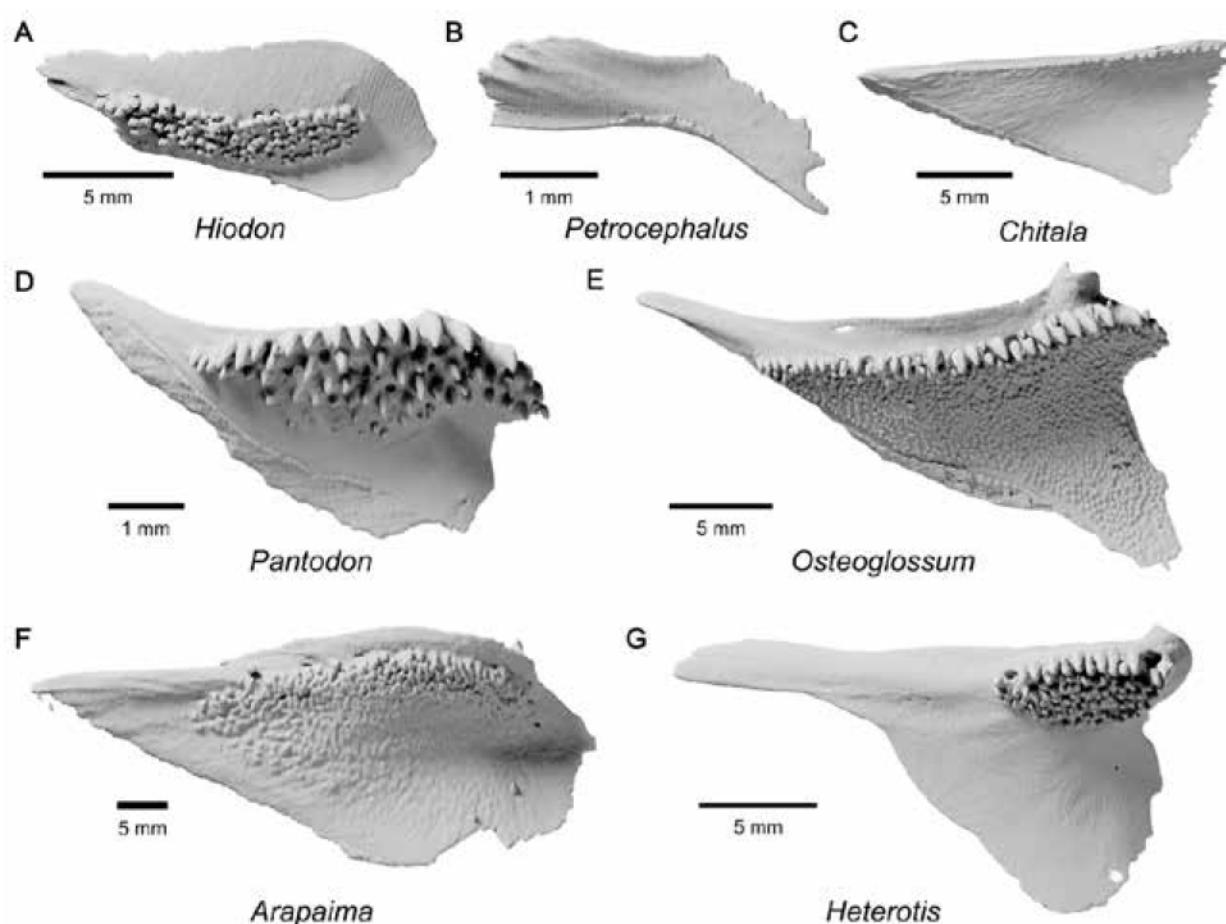 A
5 mm
Hiodon
B
1 mm
Petrocephalus
C
5 mm
Chitala
D
1 mm
Pantodon
E
5 mm
Osteoglossum
F
5 mm
Arapaima
G
5 mm
Heterotis